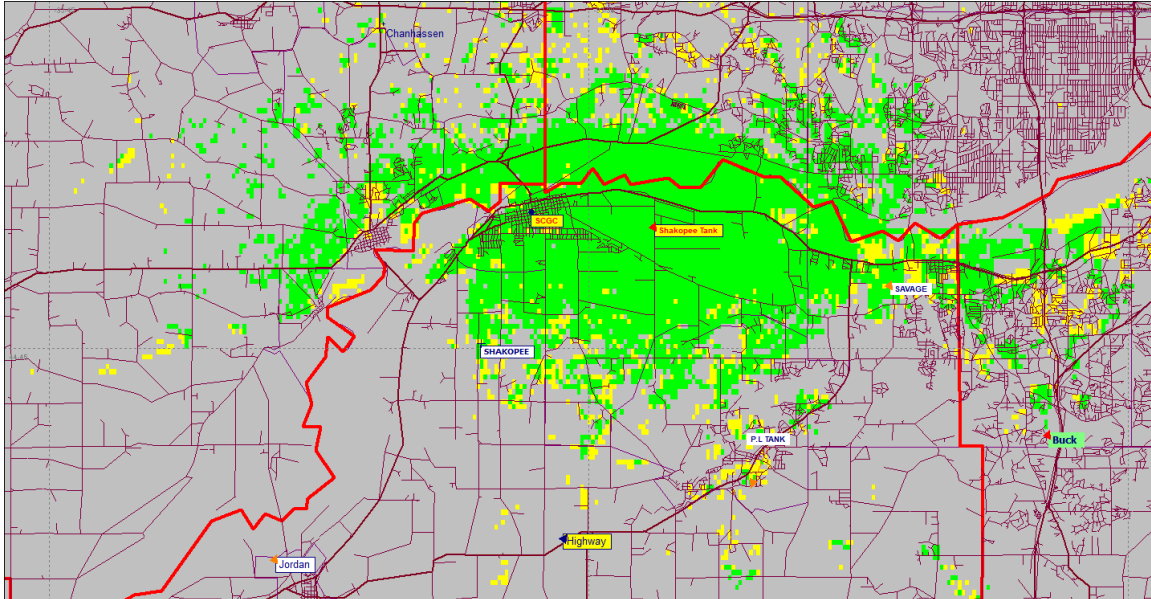 Chanhassen
SCGC
Shakopee Tank
SAVAGE
SHAKOPEE
P.L TANK
Buck
Highway
Jordan